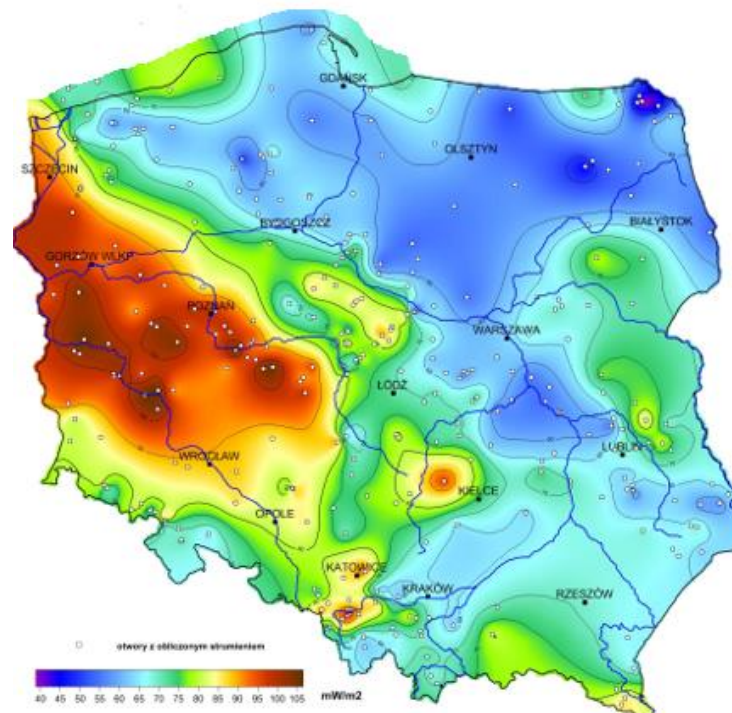 GDAŃSK
OLSZTYN
SZCZECIN
BYDGOSZCZ
BIAŁYSTOK
GORZÓW WLKP
POZNAŃ
WARSZAWA
ŁÓDŹ
LUBLIN
WROCŁAW
KIELCE
OPOLE
KATOWICE
KRAKÓW
RZESZÓW
otwory z obliczonym strumieniem
40 45 50 55 60 65 70 75 80 85 90 95 100 105
mW/m2